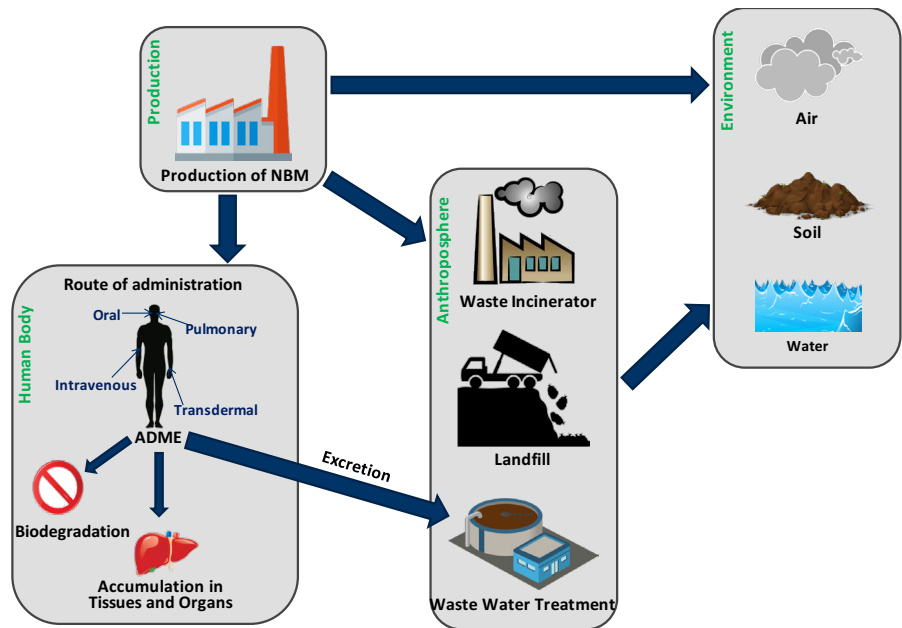 Production
Production of NBM
Environment
Air
Soil
Water
Anthroposphere
Waste Incinerator
Landfill
Waste Water Treatment
Human Body
Route of administration
Oral
Pulmonary
Intravenous
Transdermal
ADME
Excretion
Biodegradation
Accumulation in
Tissues and Organs